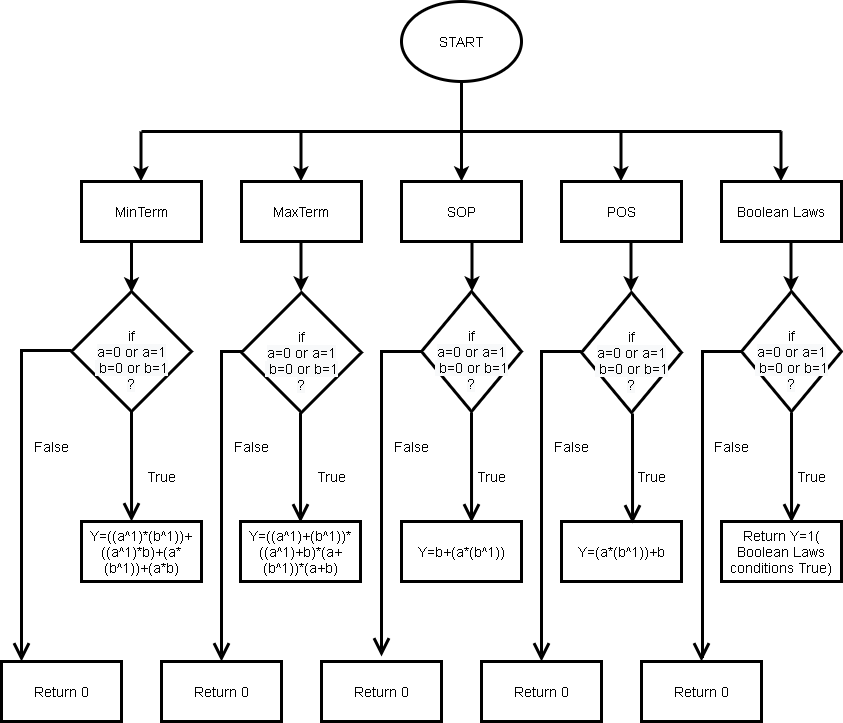 START
MinTerm
MaxTerm
SOP
POS
Boolean Laws
if
a=0 or a=1
b=0 or b=1
?
if
a=0 or a=1
b=0 or b=1
?
if
a=0 or a=1
b=0 or b=1
?
if
a=0 or a=1
b=0 or b=1
?
if
a=0 or a=1
b=0 or b=1
?
False
True
False
True
False
True
False
True
False
True
Y=((a^1)*(b^1))+
((a^1)*b)+(a*
(b^1))+(a*b)
Y=((a^1)+(b^1))*
((a^1)+b)*(a+
(b^1))*(a+b)
Y=b+(a*(b^1))
Y=(a*(b^1))+b
Return Y=1(
Boolean Laws
conditions True)
Return 0
Return 0
Return 0
Return 0
Return 0